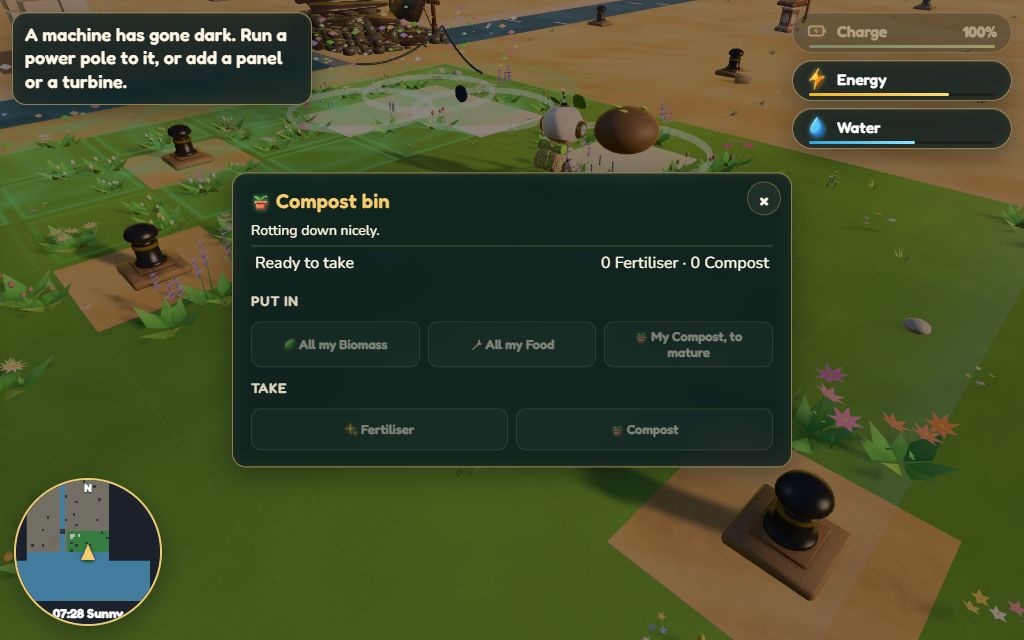 A machine has gone dark. Run a
power pole to it, or add a panel
or a turbine.
Charge 100%
Energy
Water
Compost bin
Rotting down nicely.
Ready to take 0 Fertiliser · 0 Compost
PUT IN
All my Biomass
All my Food
My Compost, to
mature
TAKE
Fertiliser
Compost
N
07:28 Sunny